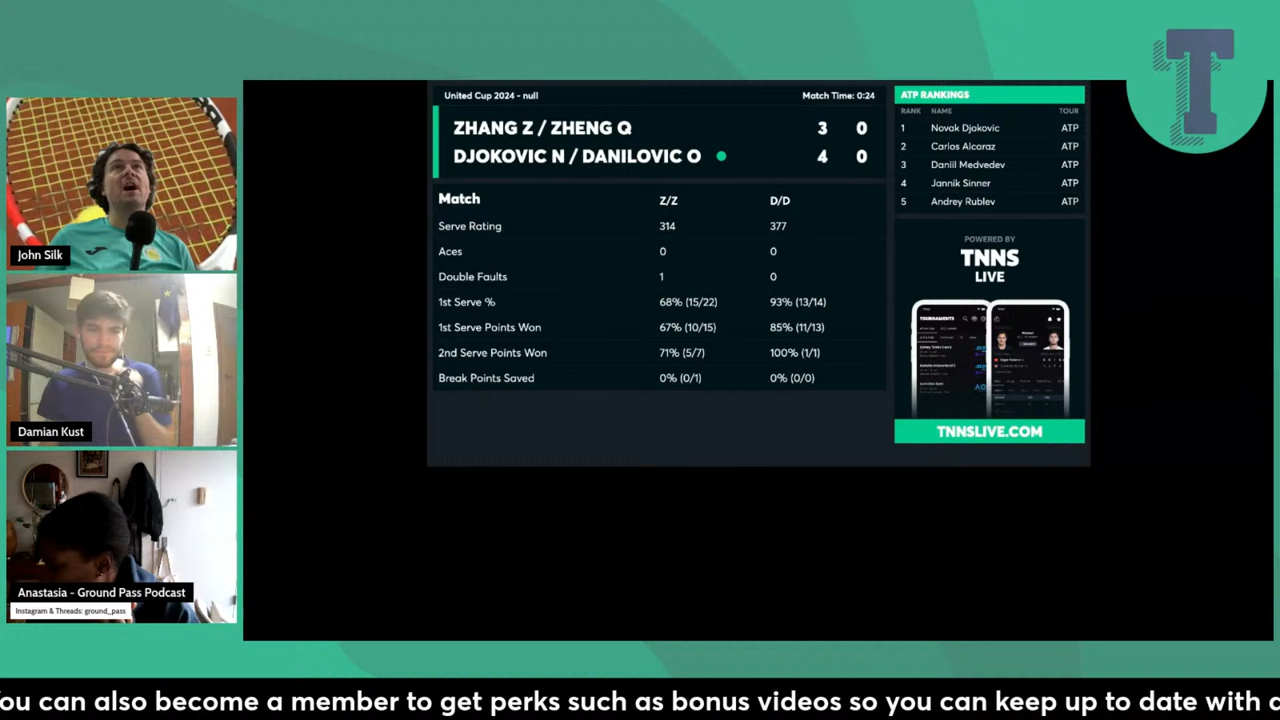 T
John Silk
Damian Kust
Anastasia - Ground Pass Podcast
Instagram & Threads: ground_pass
United Cup 2024 - null Match Time: 0:24
ZHANG Z / ZHENG Q 3 0
DJOKOVIC N / DANILOVIC O 4 0
Match Z/Z D/D
Serve Rating 314 377
Aces 0 0
Double Faults 1 0
1st Serve % 68% (15/22) 93% (13/14)
1st Serve Points Won 67% (10/15) 85% (11/13)
2nd Serve Points Won 71% (5/7) 100% (1/1)
Break Points Saved 0% (0/1) 0% (0/0)
ATP RANKINGS
RANK NAME TOUR
1 Novak Djokovic ATP
2 Carlos Alcaraz ATP
3 Daniil Medvedev ATP
4 Jannik Sinner ATP
5 Andrey Rublev ATP
POWERED BY
TNNS
LIVE
TOURNAMENTS
TNNSLIVE.COM
You can also become a member to get perks such as bonus videos so you can keep up to date with a